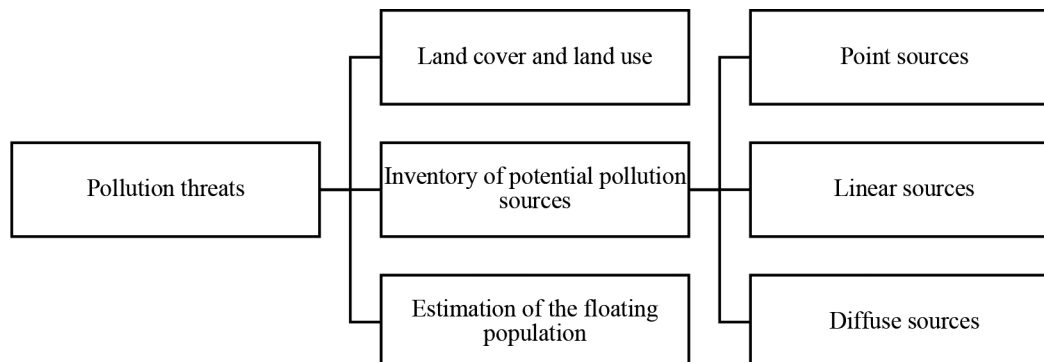 Land cover and land use
Point sources
Pollution threats
Inventory of potential pollution
sources
Linear sources
Estimation of the floating
population
Diffuse sources